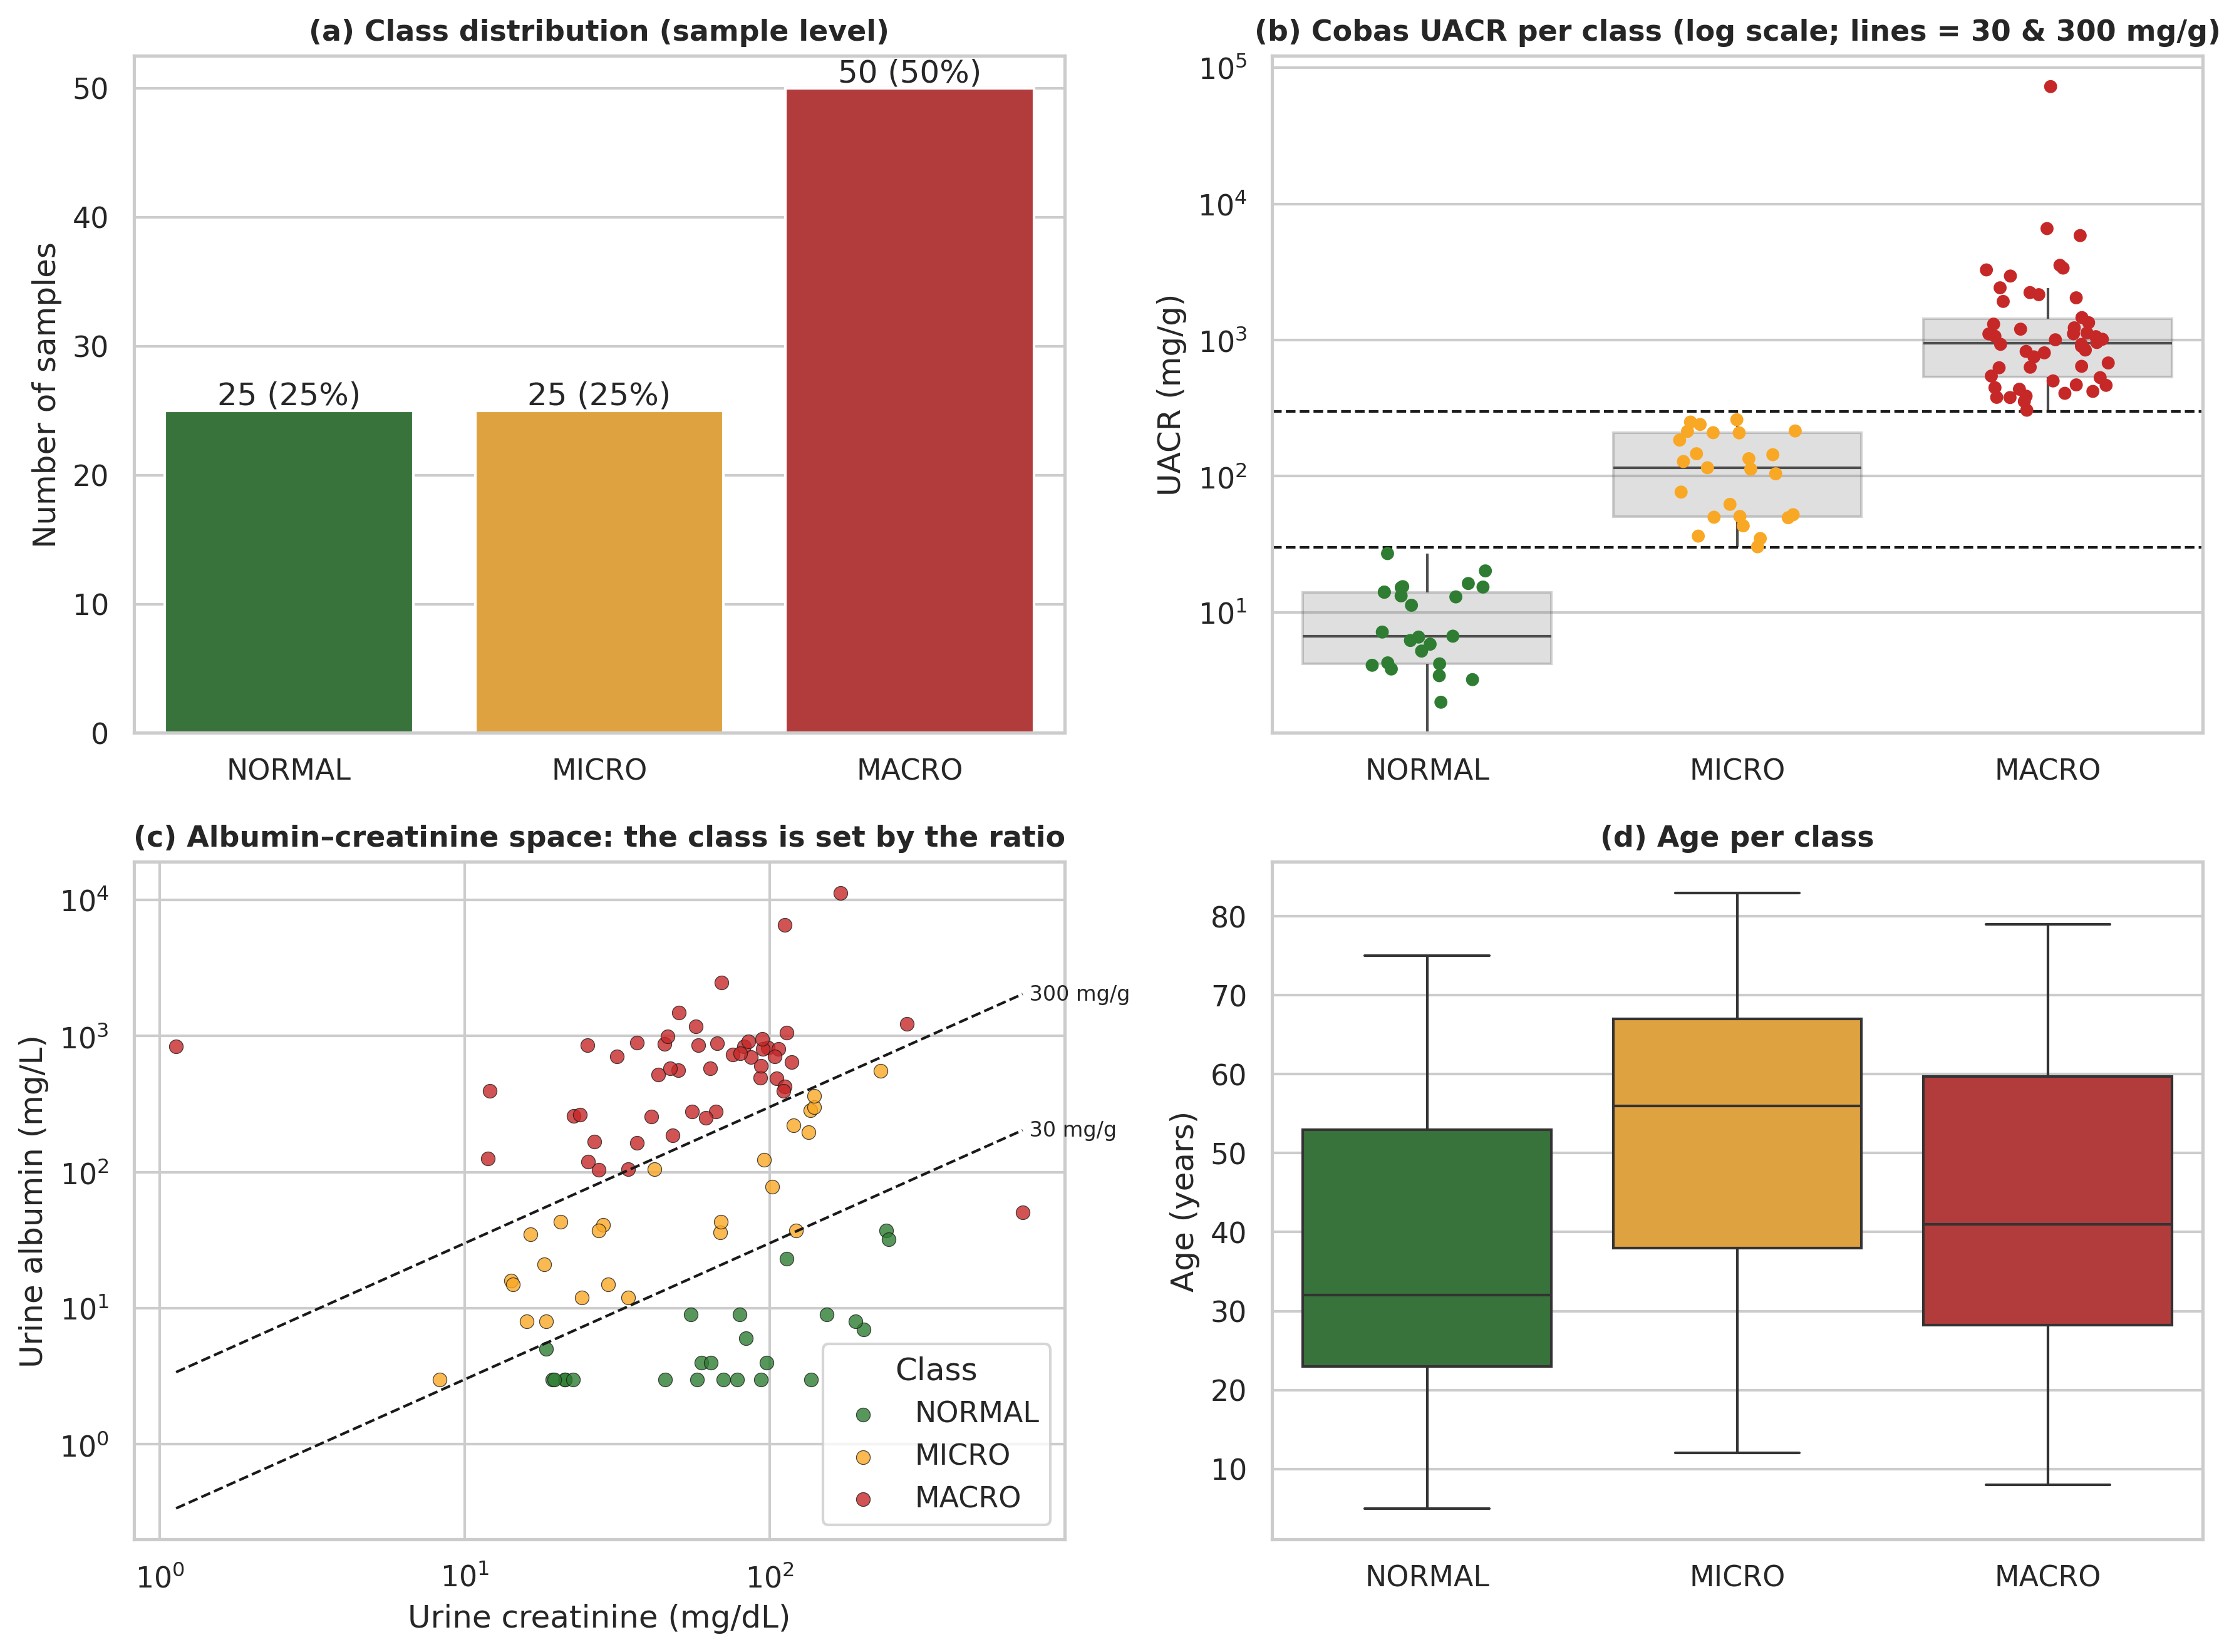 (a) Class distribution (sample level)
Number of samples
50
40
30
20
10
0
25 (25%)
25 (25%)
50 (50%)
NORMAL
MICRO
MACRO
(b) Cobas UACR per class (log scale; lines = 30 & 300 mg/g)
UACR (mg/g)
10⁵
10⁴
10³
10²
10¹
NORMAL
MICRO
MACRO
(c) Albumin–creatinine space: the class is set by the ratio
Urine albumin (mg/L)
10⁴
10³
10²
10¹
10⁰
300 mg/g
30 mg/g
Class
NORMAL
MICRO
MACRO
10⁰
10¹
10²
Urine creatinine (mg/dL)
(d) Age per class
Age (years)
80
70
60
50
40
30
20
10
NORMAL
MICRO
MACRO